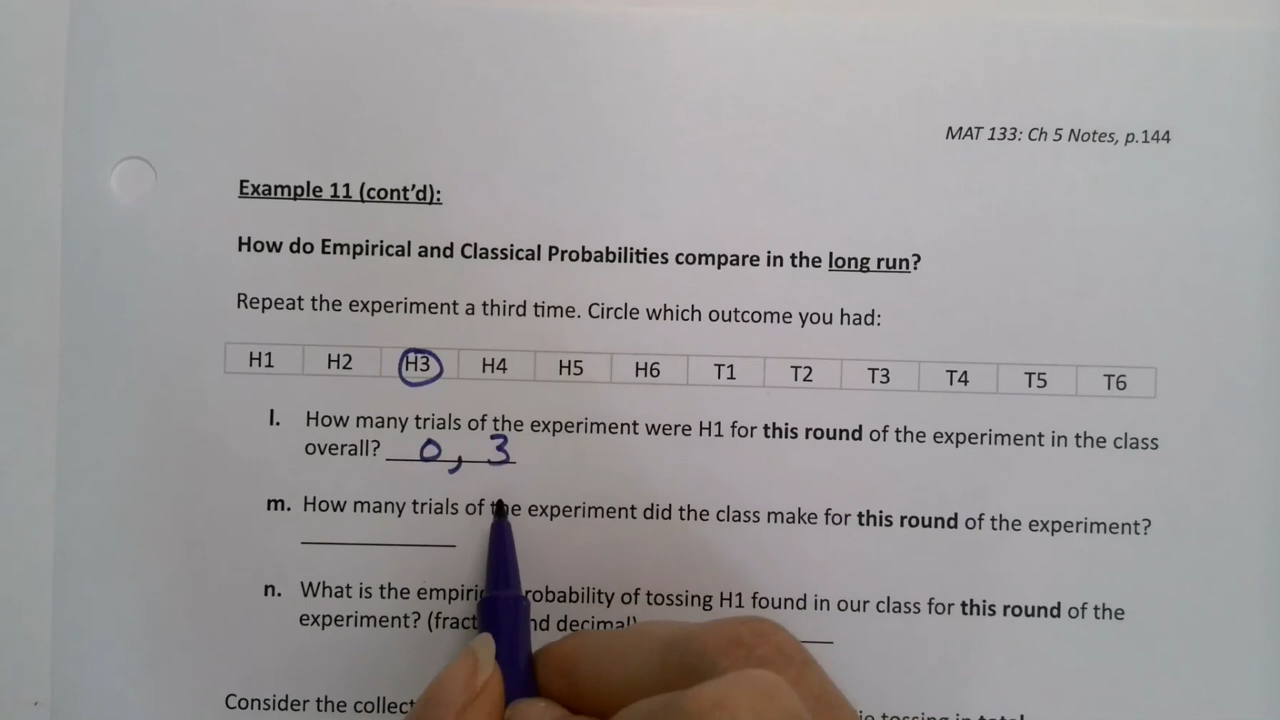 MAT 133: Ch 5 Notes, p.144
Example 11 (cont'd):
How do Empirical and Classical Probabilities compare in the long run?
Repeat the experiment a third time. Circle which outcome you had:
H1 H2 H3 H4 H5 H6 T1 T2 T3 T4 T5 T6
l. How many trials of the experiment were H1 for this round of the experiment in the class
overall? 0, 3
m. How many trials of the experiment did the class make for this round of the experiment?
n. What is the empiric robability of tossing H1 found in our class for this round of the
experiment? (fract nd decimal)
Consider the collect tossing in total